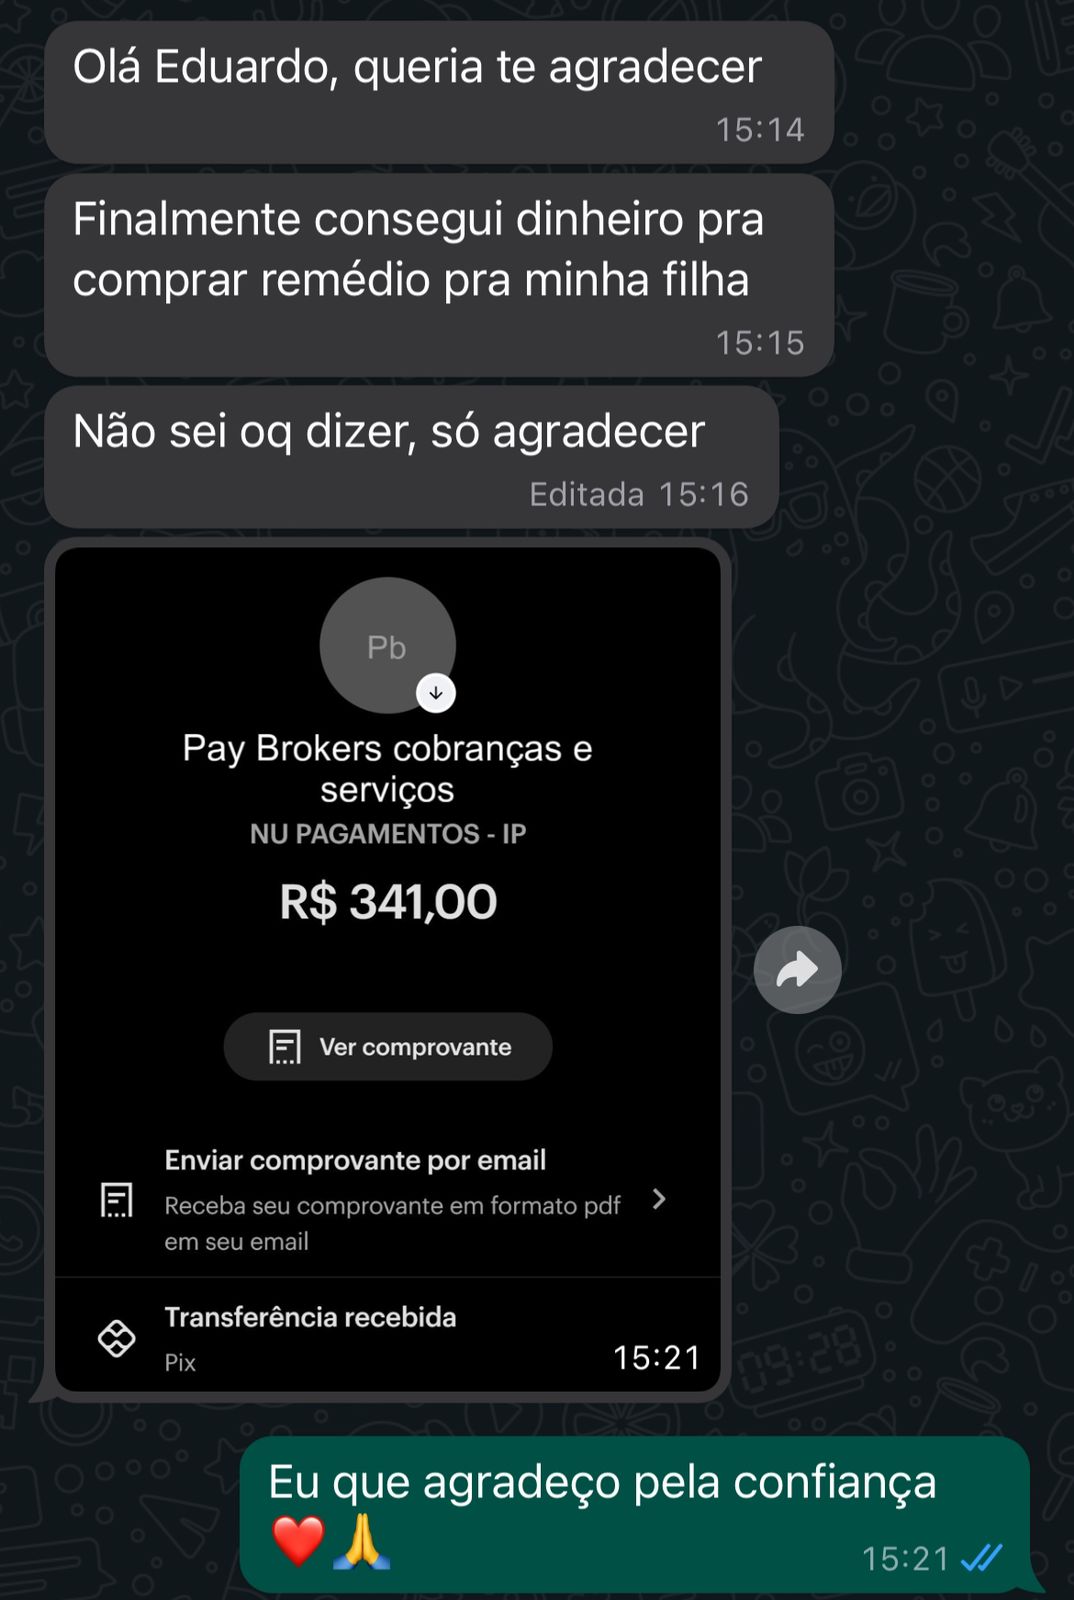 Olá Eduardo, queria te agradecer
15:14
Finalmente consegui dinheiro pra
comprar remédio pra minha filha
15:15
Não sei oq dizer, só agradecer
Editada 15:16
Pb
Pay Brokers cobranças e
serviços
NU PAGAMENTOS - IP
R$ 341,00
Ver comprovante
Enviar comprovante por email
Receba seu comprovante em formato pdf
em seu email
Transferência recebida
Pix
15:21
Eu que agradeço pela confiança
❤️🙏
15:21
09:28